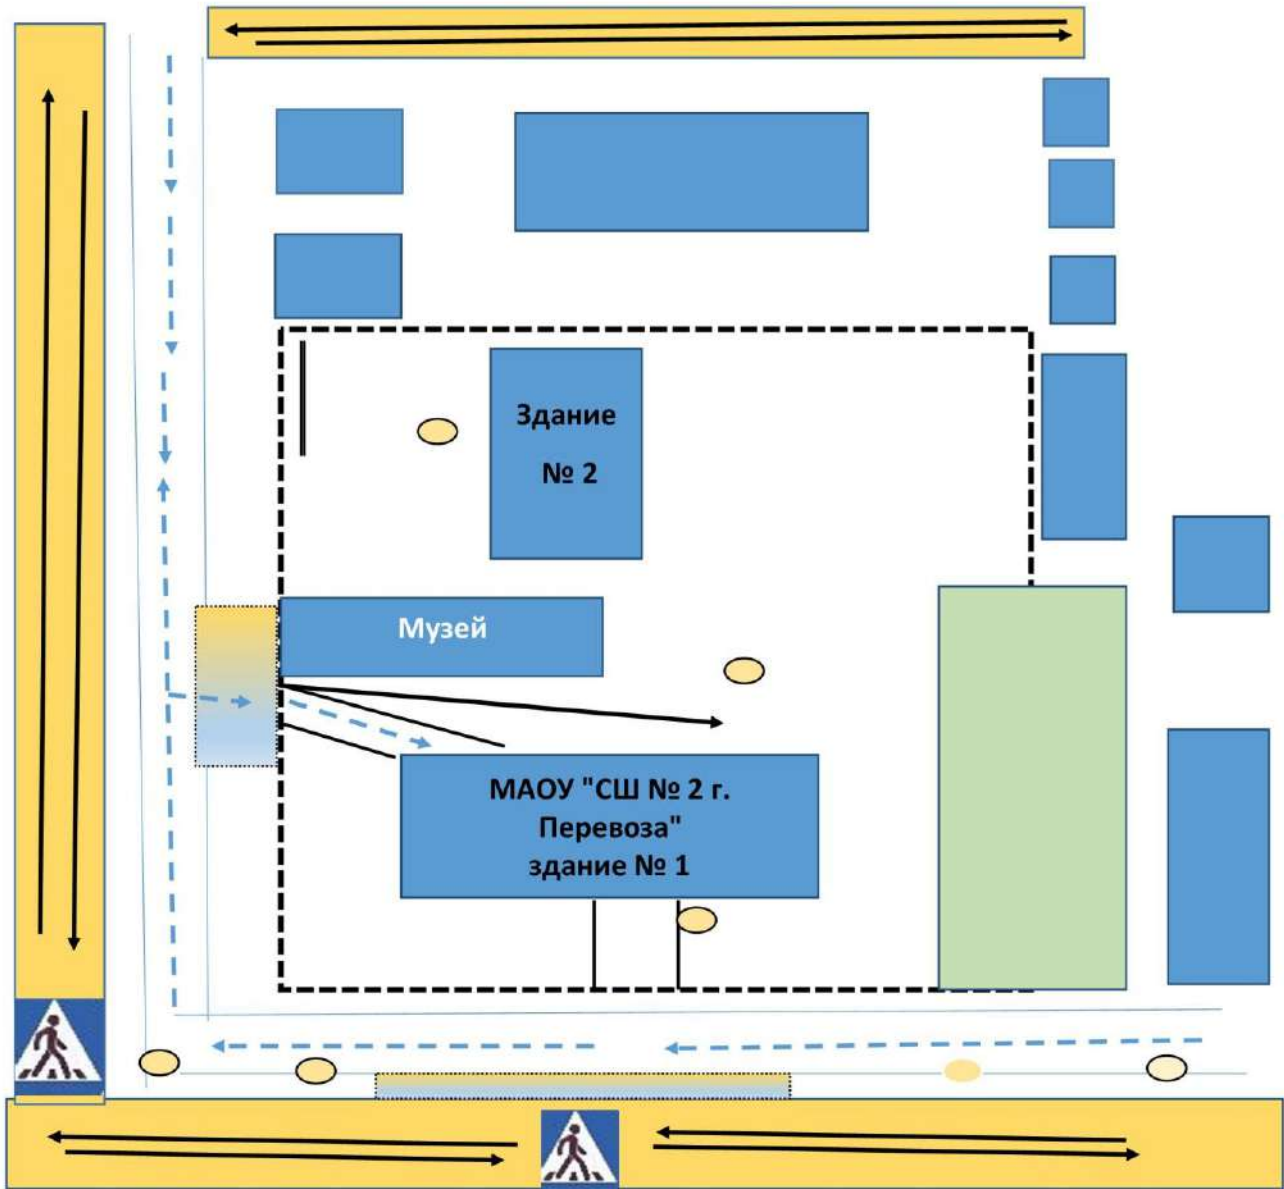 Здание
№ 2
Музей
МАОУ "СШ № 2 г.
Перевоза"
здание № 1